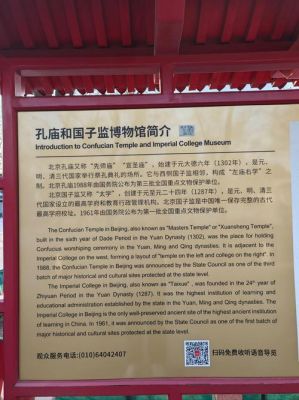 孔庙和国子监博物馆简介
Introduction to Confucian Temple and Imperial College Museum
北京孔庙又称“先师庙”“宣圣庙”，始建于元大德六年（1302年），是元、
明、清三代国家举行祭孔典礼的场所，它与西侧国子监相邻，构成“左庙右学”之
制。北京孔庙1988年由国务院公布为第三批全国重点文物保护单位。
北京国子监又称“太学”，创建于元至元二十四年（1287年），是元、明、清三
代国家设立的最高学府和教育行政管理机构。北京国子监是中国唯一保存完整的古代
最高学府校址。1961年由国务院公布为第一批全国重点文物保护单位。
The Confucian Temple in Beijing, also known as "Masters Temple" or "Xuansheng Temple",
built in the sixth year of Dade Period in the Yuan Dynasty (1302), was the place for holding
Confucius worshiping ceremony in the Yuan, Ming and Qing dynasties. It is adjacent to the
Imperial College on the west, forming a layout of "temple on the left and college on the right". In
1988, the Confucian Temple in Beijing was announced by the State Council as one of the third
batch of major historical and cultural sites protected at the state level.
The Imperial College in Beijing, also known as "Taixue" , was founded in the 24th year of
Zhiyuan Period in the Yuan Dynasty (1287). It was the highest institution of learning and
educational administration established by the state in the Yuan, Ming and Qing dynasties. The
Imperial College in Beijing is the only well-preserved ancient site of the highest ancient institution
of learning in China. In 1961, it was announced by the State Council as one of the first batch of
major historical and cultural sites protected at the state level.
观众服务电话:(010)64042407
扫码免费收听语音导览